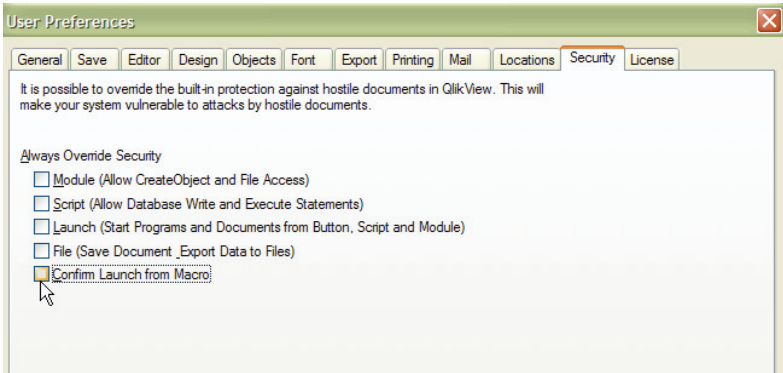 User Preferences
General Save Editor Design Objects Font Export Printing Mail Locations Security License
It is possible to override the built-in protection against hostile documents in QlikView. This will
make your system vulnerable to attacks by hostile documents.
Always Override Security
Module (Allow CreateObject and File Access)
Script (Allow Database Write and Execute Statements)
Launch (Start Programs and Documents from Button, Script and Module)
File (Save Document _Export Data to Files)
Confirm Launch from Macro